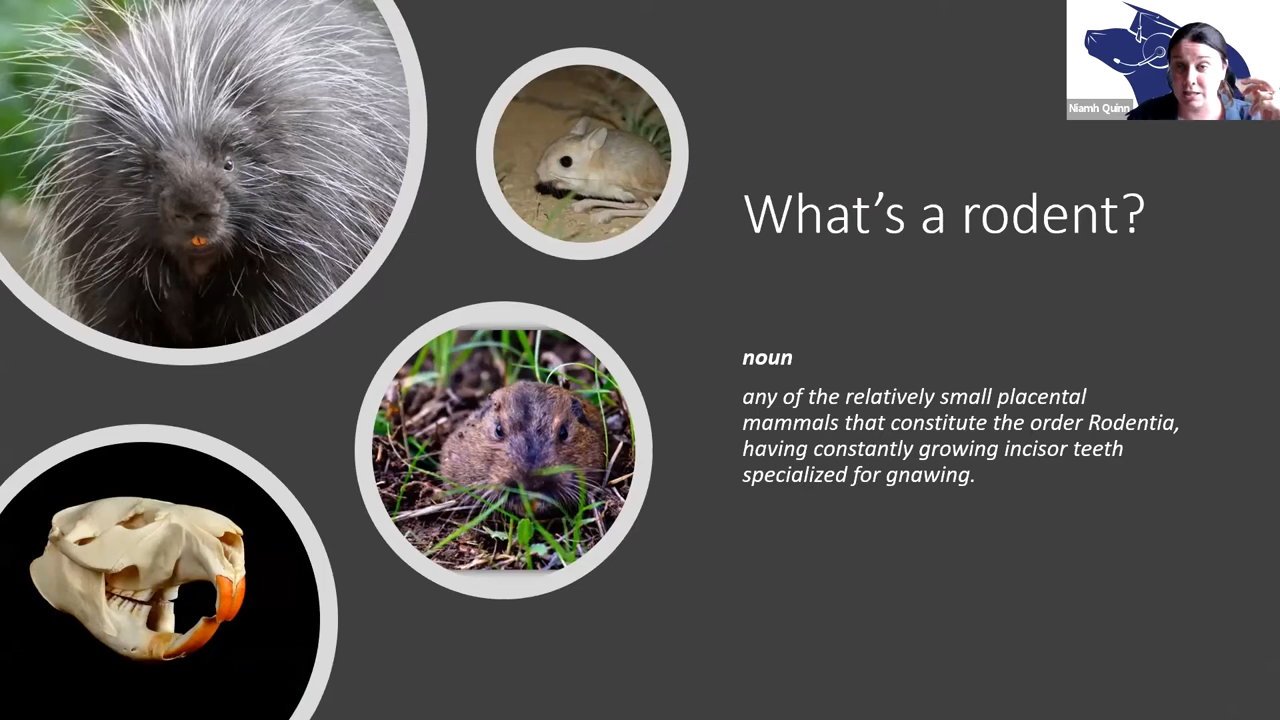 Niamh Quinn
What's a rodent?
noun
any of the relatively small placental
mammals that constitute the order Rodentia,
having constantly growing incisor teeth
specialized for gnawing.